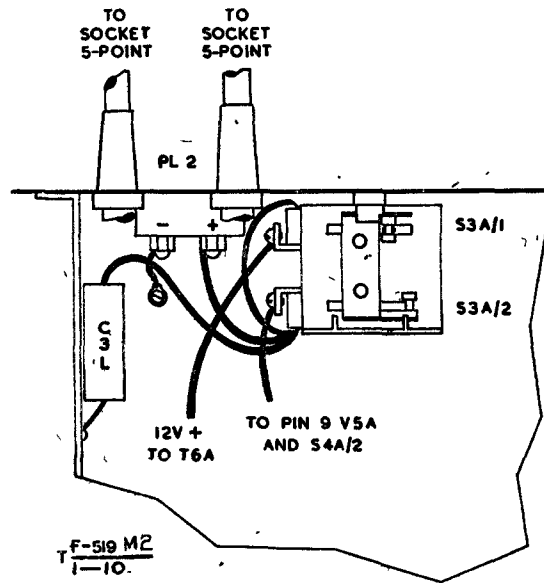 TO
SOCKET
5-POINT
TO
SOCKET
5-POINT
PL 2
-
+
S3A/1
S3A/2
C
3
L
12V +
TO T6A
TO PIN 9 V5A
AND S4A/2
T F-519 M2
1-10.